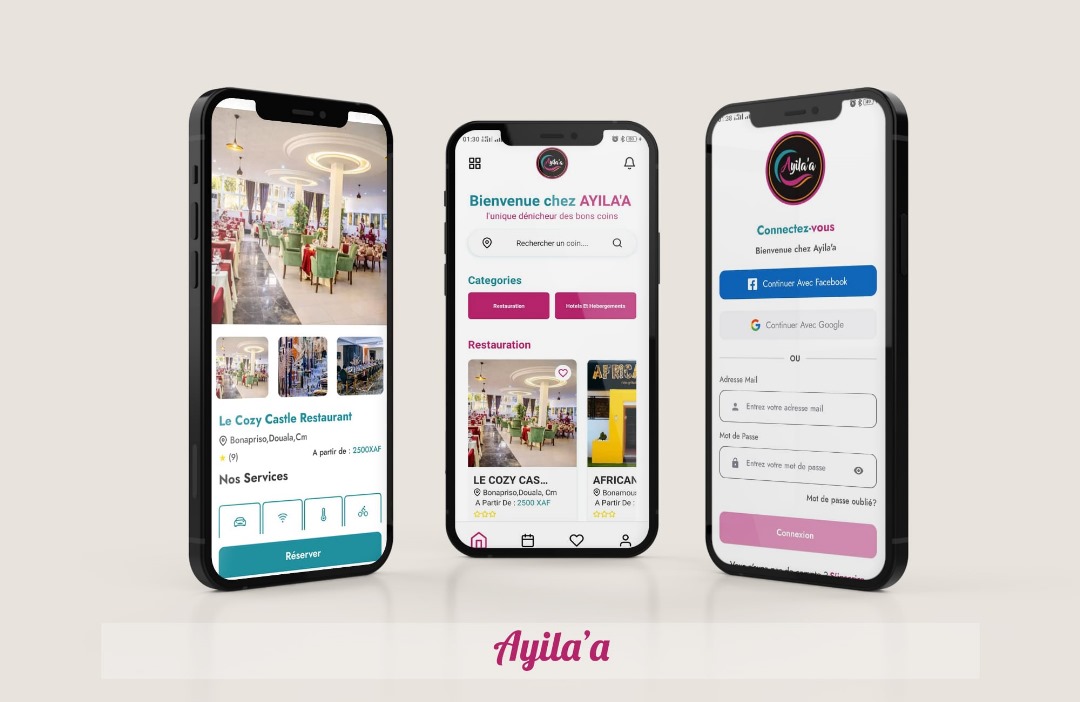 Le Cozy Castle Restaurant
Bonapriso,Douala,Cm
(9)
A partir de : 2500XAF
Nos Services
Réserver
01:30
Ayila'a
Bienvenue chez AYILA'A
l'unique dénicheur des bons coins
Rechercher un coin....
Categories
Restauration
Hotels Et Hebergements
Restauration
AFRICA
LE COZY CAS...
Bonapriso,Douala, Cm
A Partir De : 2500 XAF
AFRICAN
Bonamous
A Partir De :
Ayila'a
Connectez-vous
Bienvenue chez Ayila'a
Continuer Avec Facebook
Continuer Avec Google
OU
Adresse Mail
Entrez votre adresse mail
Mot de Passe
Entrez votre mot de passe
Mot de passe oublié?
Connexion
Ayila'a